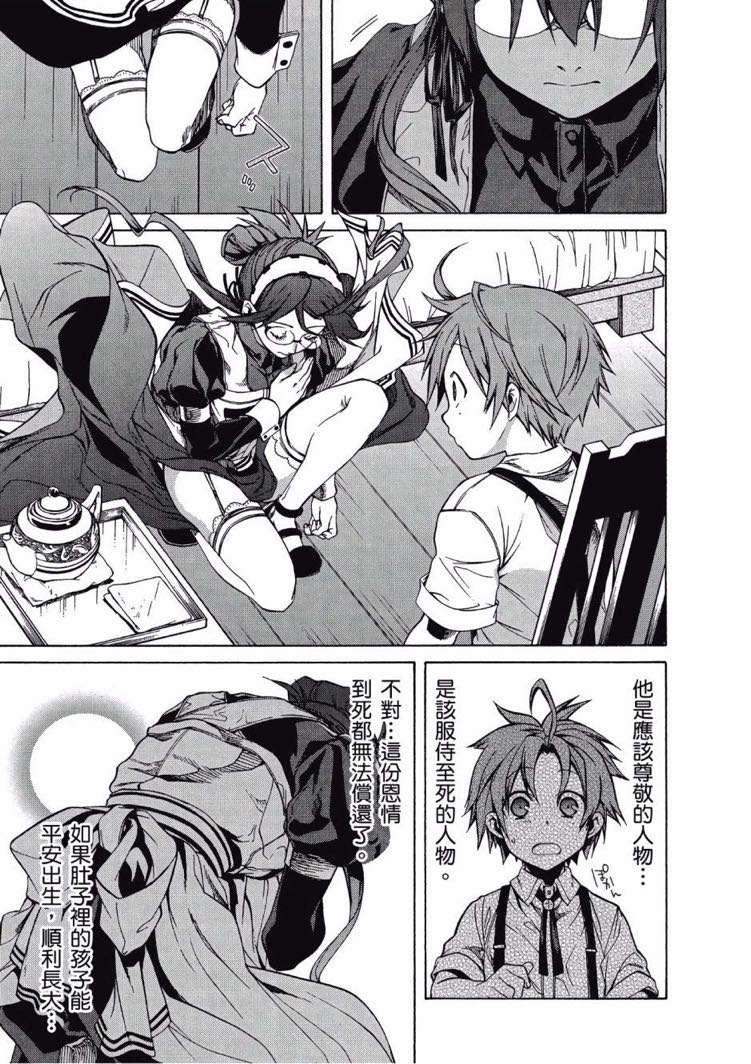 他是應該尊敬的人物…
是該服侍至死的人物。
ぽかん
不對…這份恩情
到死都無法償還了。
如果肚子裡的孩子能
平安出生，順利長大…